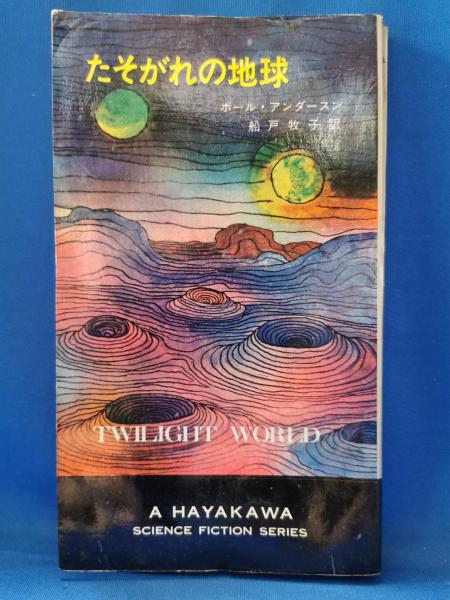 たそがれの地球
ポール・アンダースン
船戸牧子訳
TWILIGHT WORLD
A HAYAKAWA
SCIENCE FICTION SERIES